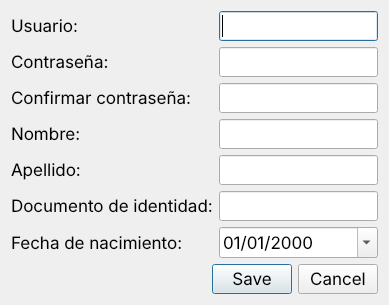 Usuario:
Contraseña:
Confirmar contraseña:
Nombre:
Apellido:
Documento de identidad:
Fecha de nacimiento: 01/01/2000
Save Cancel